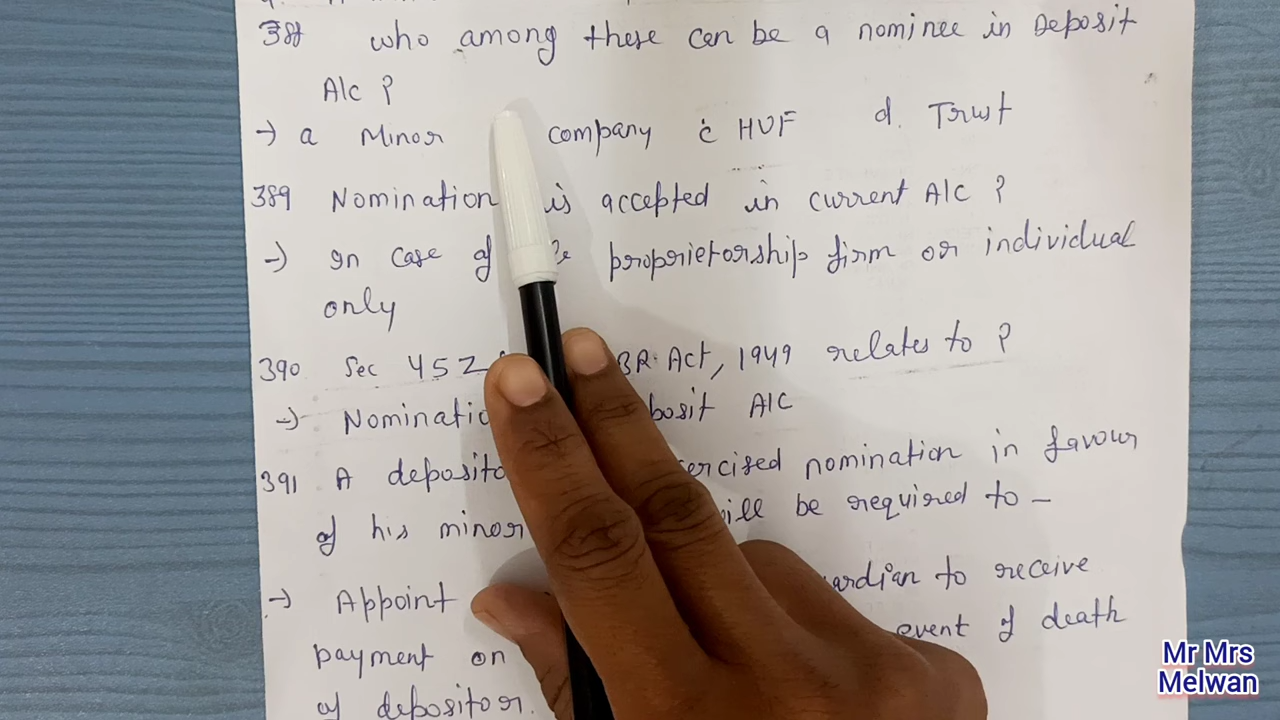 388 who among these can be a nominee in Deposit
A/c ?
→ a Minor company c HUF d. Trust
389 Nomination is accepted in current A/c ?
→ In case of proprietorship firm or individual
only
390. Sec 45Z BR. Act, 1949 relates to ?
→ A/c
391 A nomination in favour
of his minor be required to -
→ Appoint to receive
payment on event of death
of depositor.
Mr Mrs
Melwan